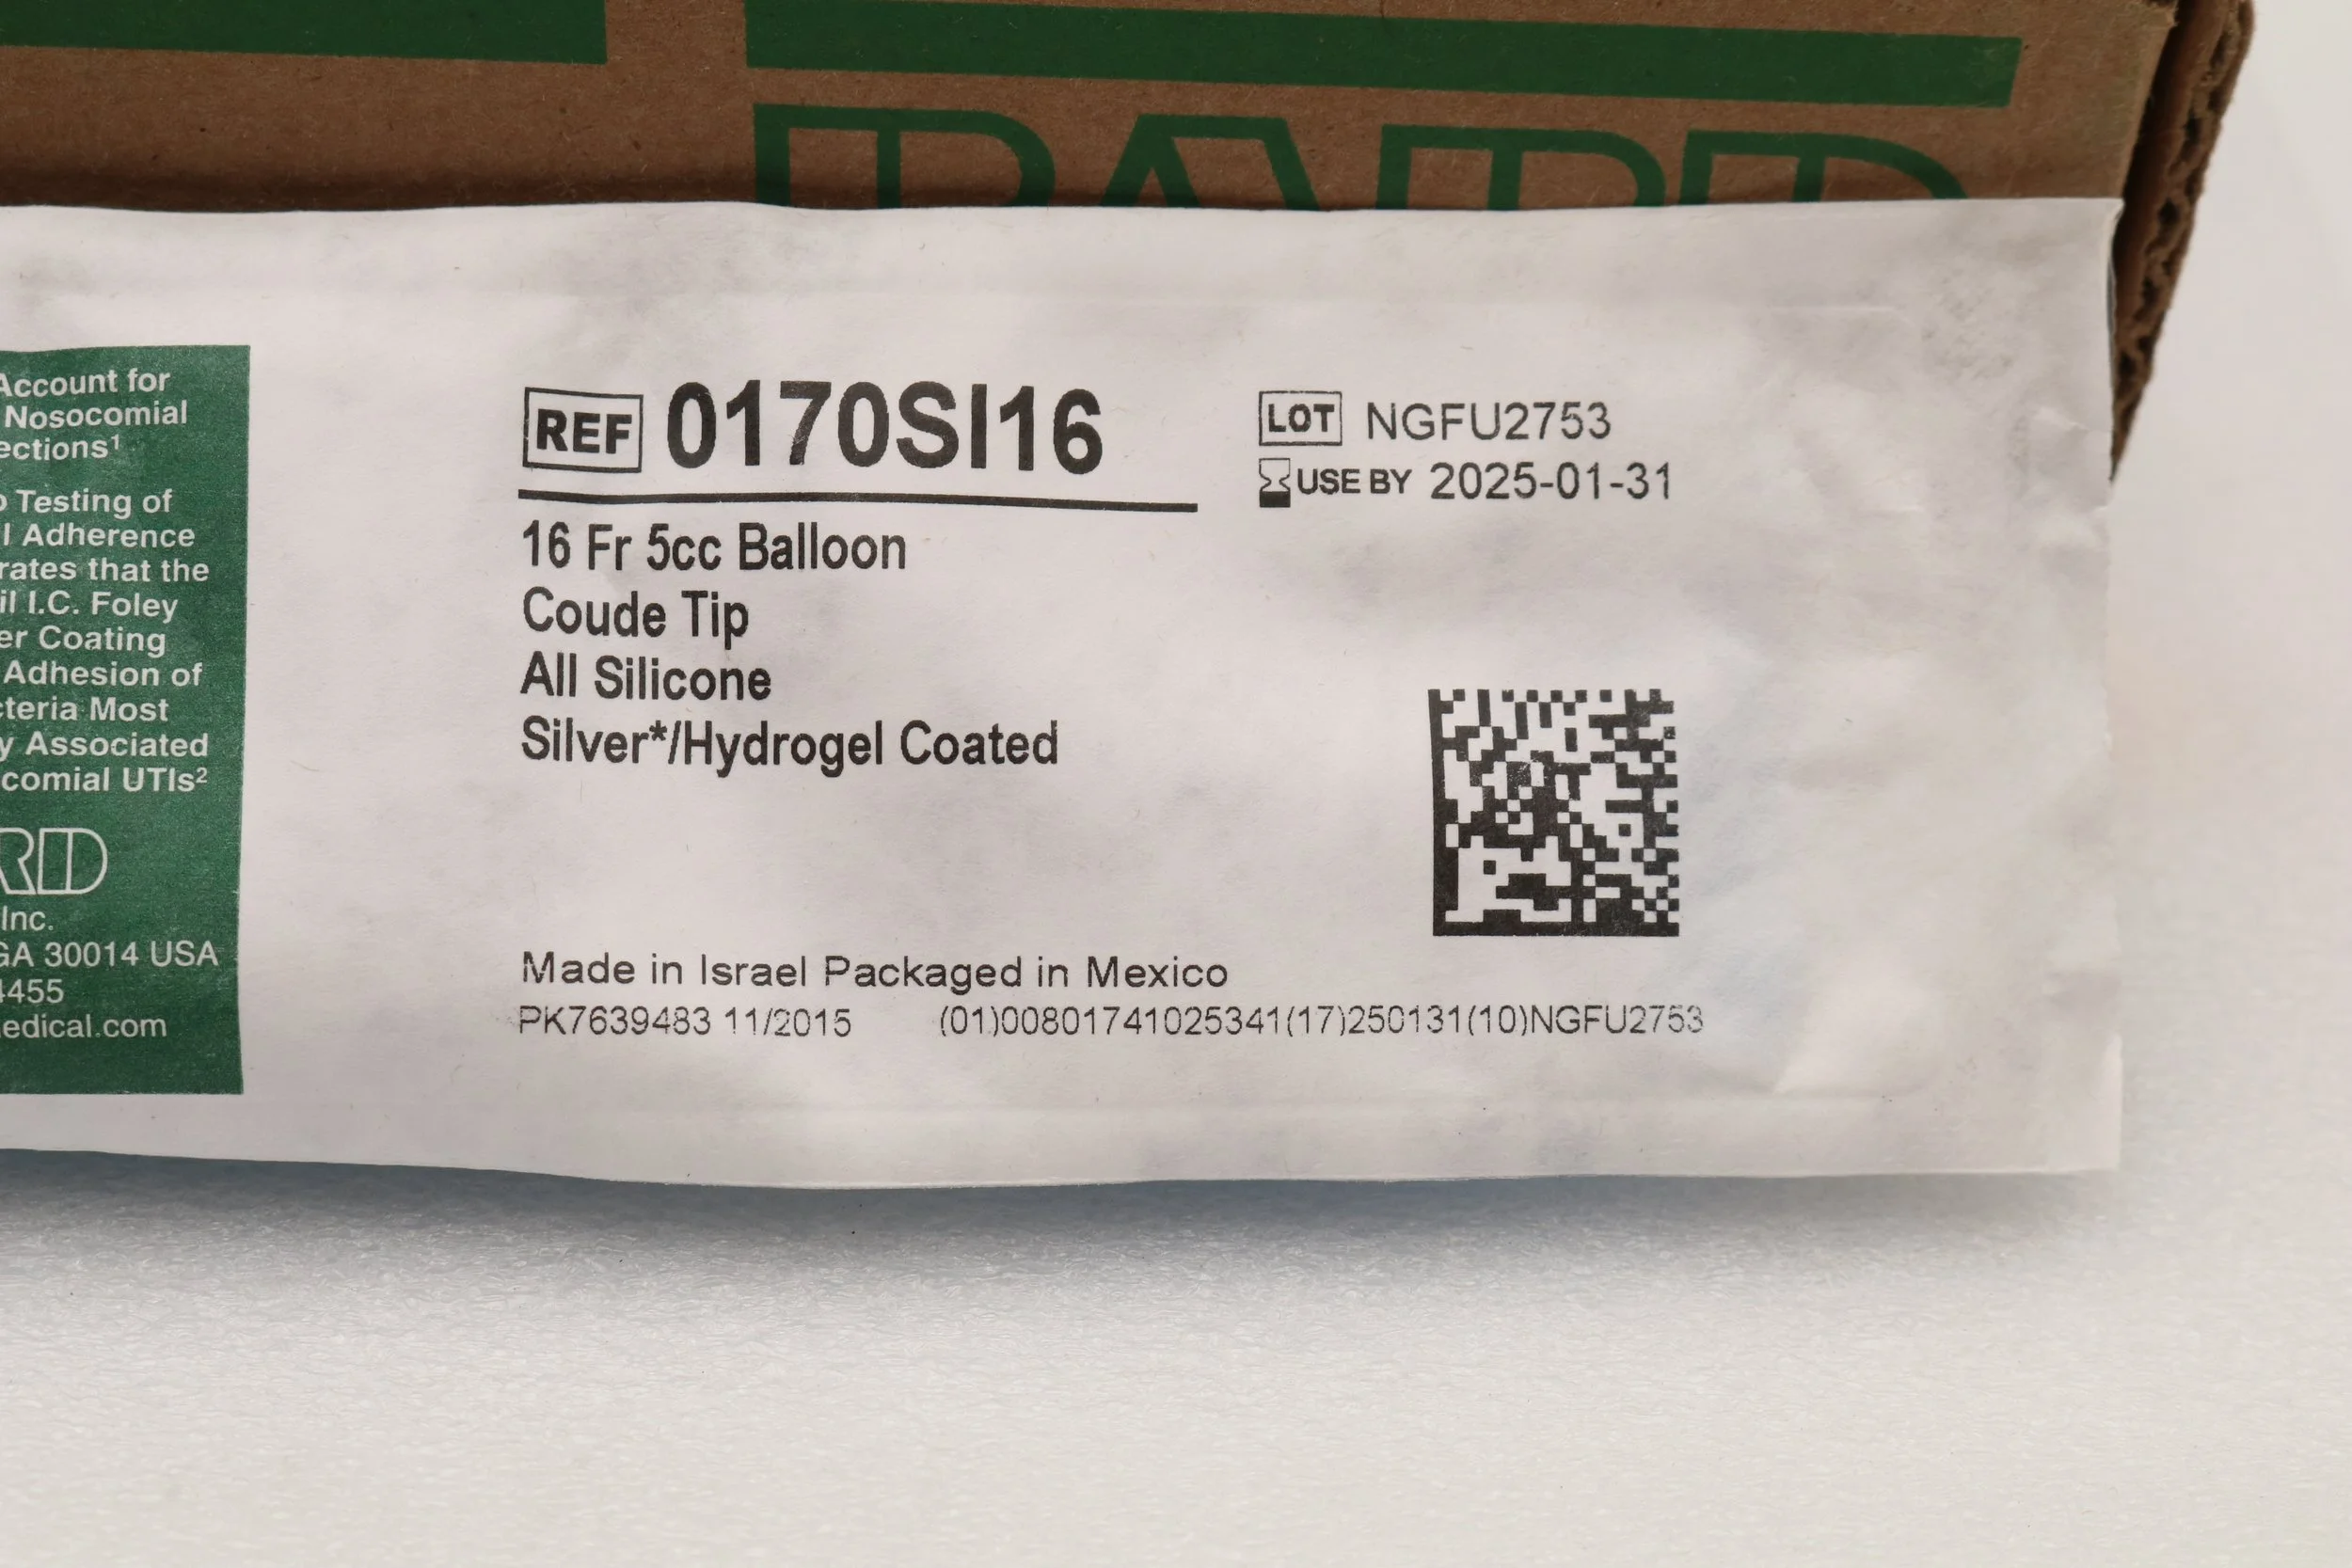 BARD
Account for
Nosocomial
ections¹
Testing of
Adherence
rates that the
il I.C. Foley
er Coating
Adhesion of
cteria Most
y Associated
comial UTIs²
RD
Inc.
GA 30014 USA
4455
edical.com
REF 0170SI16
16 Fr 5cc Balloon
Coude Tip
All Silicone
Silver*/Hydrogel Coated
LOT NGFU2753
USE BY 2025-01-31
Made in Israel Packaged in Mexico
PK7639483 11/2015 (01)00801741025341(17)250131(10)NGFU2753